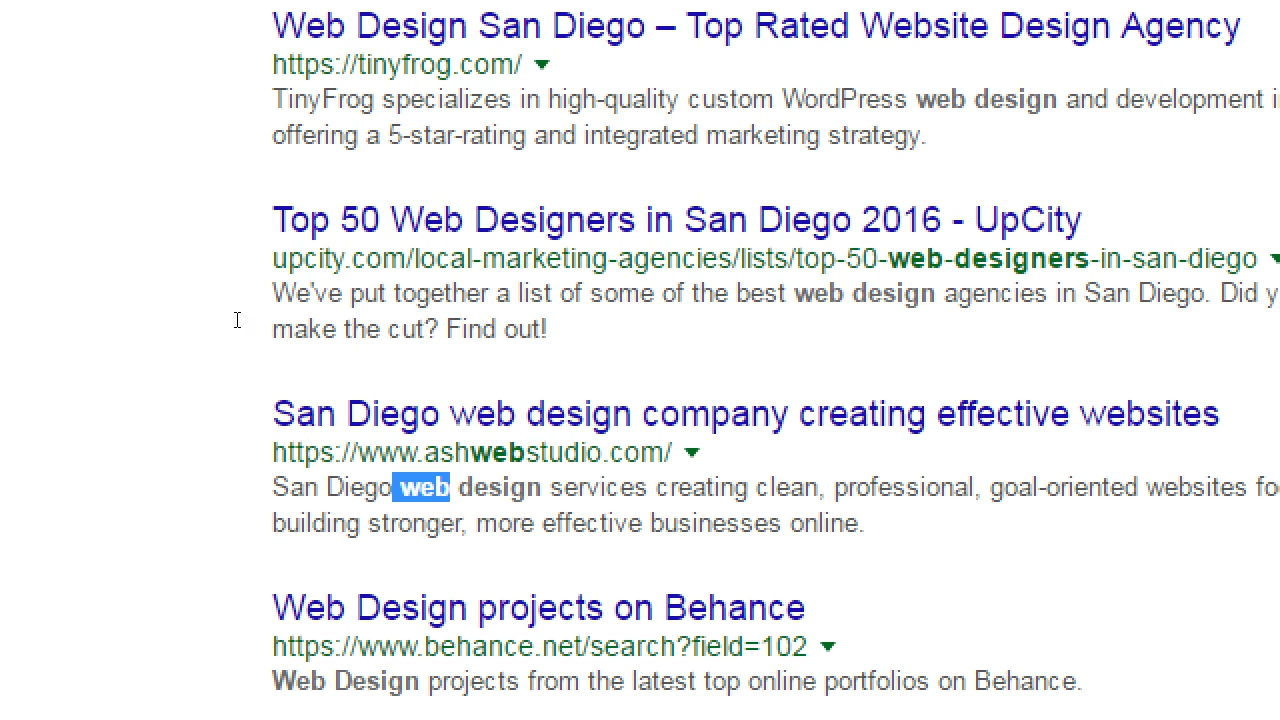 Web Design San Diego – Top Rated Website Design Agency
https://tinyfrog.com/
TinyFrog specializes in high-quality custom WordPress web design and development
offering a 5-star-rating and integrated marketing strategy.
Top 50 Web Designers in San Diego 2016 - UpCity
upcity.com/local-marketing-agencies/lists/top-50-web-designers-in-san-diego
We've put together a list of some of the best web design agencies in San Diego. Did
make the cut? Find out!
San Diego web design company creating effective websites
https://www.ashwebstudio.com/
San Diego web design services creating clean, professional, goal-oriented websites
building stronger, more effective businesses online.
Web Design projects on Behance
https://www.behance.net/search?field=102
Web Design projects from the latest top online portfolios on Behance.